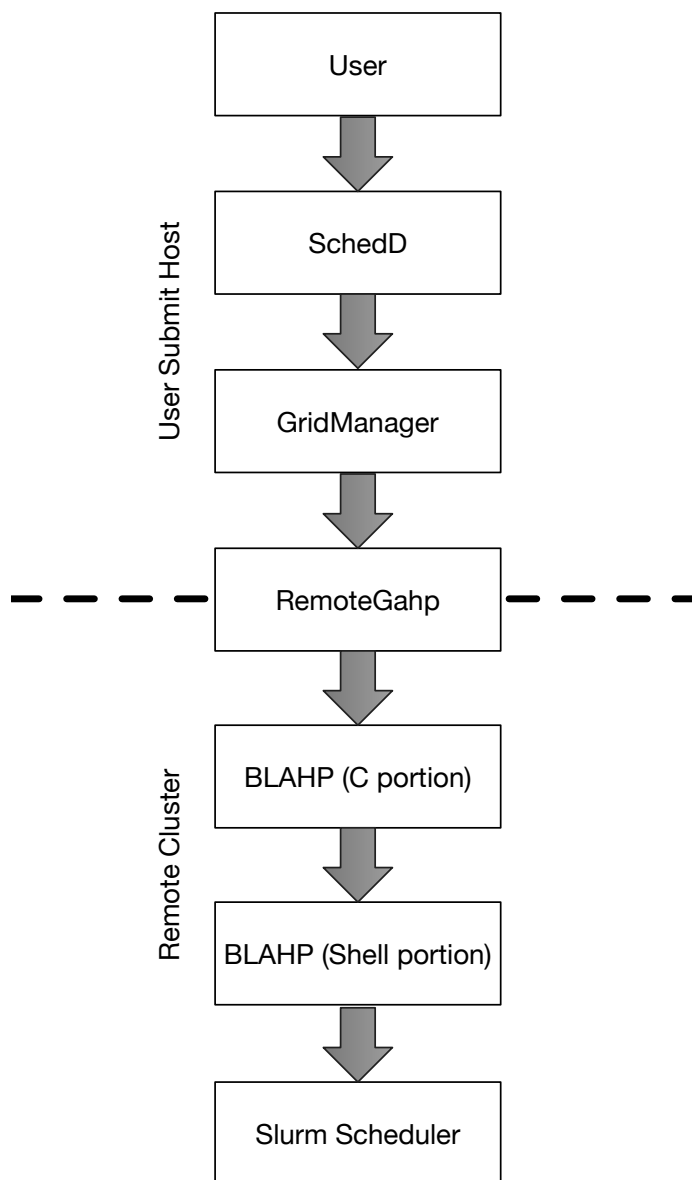 User
SchedD
User Submit Host
GridManager
RemoteGahp
BLAHP (C portion)
Remote Cluster
BLAHP (Shell portion)
Slurm Scheduler